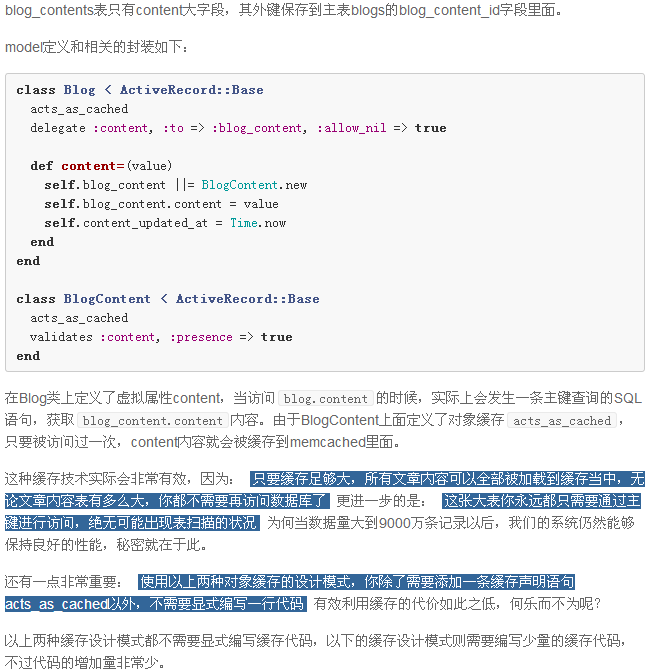 blog_contents表只有content大字段，其外键保存到主表blogs的blog_content_id字段里面。
model定义和相关的封装如下：
class Blog < ActiveRecord::Base
  acts_as_cached
  delegate :content, :to => :blog_content, :allow_nil => true
  def content=(value)
    self.blog_content ||= BlogContent.new
    self.blog_content.content = value
    self.content_updated_at = Time.now
  end
end
class BlogContent < ActiveRecord::Base
  acts_as_cached
  validates :content, :presence => true
end
在Blog类上定义了虚拟属性content，当访问 blog.content 的时候，实际上会发生一条主键查询的SQL
语句，获取 blog_content.content 内容。由于BlogContent上面定义了对象缓存 acts_as_cached ，
只要被访问过一次，content内容就会被缓存到memcached里面。
这种缓存技术实际会非常有效，因为： 只要缓存足够大，所有文章内容可以全部被加载到缓存当中，无
论文章内容表有多么大，你都不需要再访问数据库了 更进一步的是： 这张大表你永远都只需要通过主
键进行访问，绝无可能出现表扫描的状况 为何当数据量大到9000万条记录以后，我们的系统仍然能够
保持良好的性能，秘密就在于此。
还有一点非常重要： 使用以上两种对象缓存的设计模式，你除了需要添加一条缓存声明语句
acts_as_cached以外，不需要显式编写一行代码 有效利用缓存的代价如此之低，何乐而不为呢？
以上两种缓存设计模式都不需要显式编写缓存代码，以下的缓存设计模式则需要编写少量的缓存代码，
不过代码的增加量非常少。